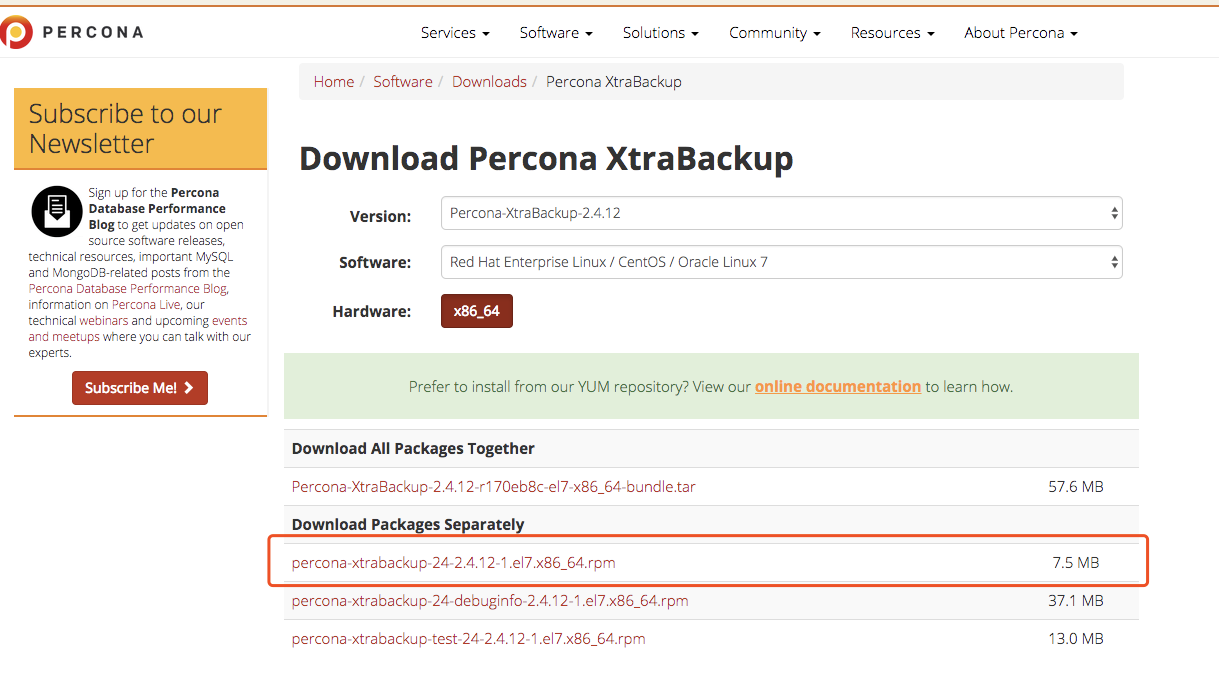 PERCONA
Services
Software
Solutions
Community
Resources
About Percona
Home / Software / Downloads / Percona XtraBackup
Subscribe to our
Newsletter
Sign up for the Percona
Database Performance
Blog to get updates on open
source software releases,
technical resources, important MySQL
and MongoDB-related posts from the
Percona Database Performance Blog,
information on Percona Live, our
technical webinars and upcoming events
and meetups where you can talk with our
experts.
Subscribe Me!
Download Percona XtraBackup
Version: Percona-XtraBackup-2.4.12
Software: Red Hat Enterprise Linux / CentOS / Oracle Linux 7
Hardware: x86_64
Prefer to install from our YUM repository? View our online documentation to learn how.
Download All Packages Together
Percona-XtraBackup-2.4.12-r170eb8c-el7-x86_64-bundle.tar 57.6 MB
Download Packages Separately
percona-xtrabackup-24-2.4.12-1.el7.x86_64.rpm 7.5 MB
percona-xtrabackup-24-debuginfo-2.4.12-1.el7.x86_64.rpm 37.1 MB
percona-xtrabackup-test-24-2.4.12-1.el7.x86_64.rpm 13.0 MB